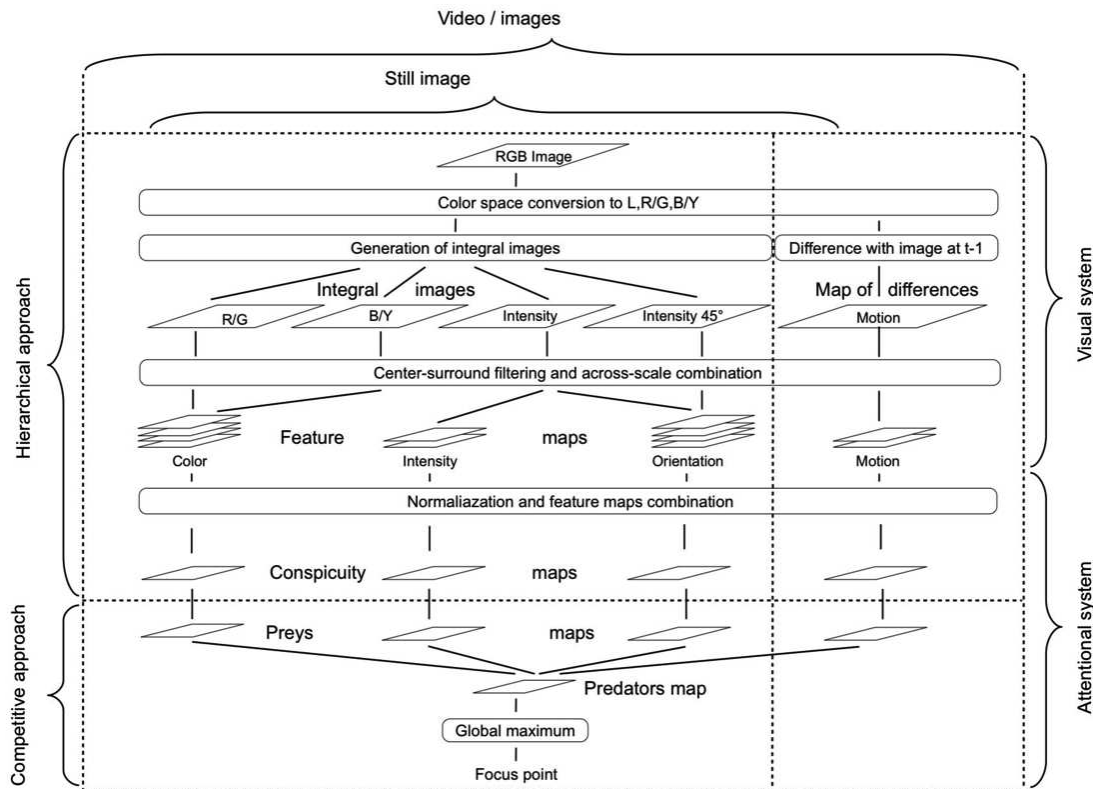 Video / images
Still image
RGB Image
Color space conversion to L,R/G,B/Y
Generation of integral images
Difference with image at t-1
Integral images
Map of differences
R/G
B/Y
Intensity
Intensity 45°
Motion
Center-surround filtering and across-scale combination
Feature maps
Color
Intensity
Orientation
Motion
Normaliazation and feature maps combination
Conspicuity maps
Preys maps
Predators map
Global maximum
Focus point
Hierarchical approach
Competitive approach
Visual system
Attentional system